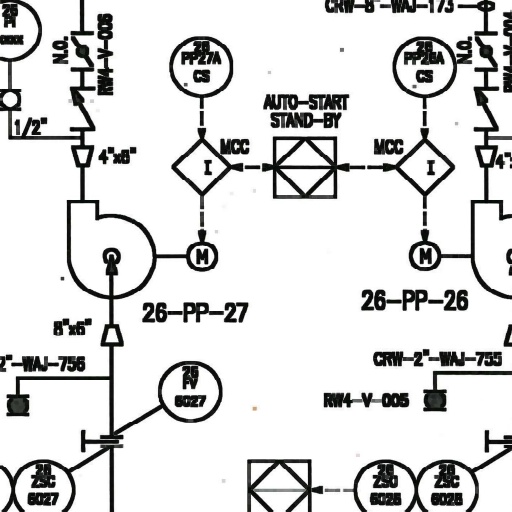 CRW-8"-WAJ-173
26
PI
N.O.
RW4-V-006
1/2"
4"x6"
26
PP27A
CS
MCC
I
AUTO-START
STAND-BY
26
PP26A
CS
MCC
I
N.O.
M
M
26-PP-27
26-PP-26
8"x6"
2"-WAJ-756
CRW-2"-WAJ-755
RW4-V-005
26
FV
6027
26
ZSC
6027
26
ZSO
6026
26
ZSC
6026